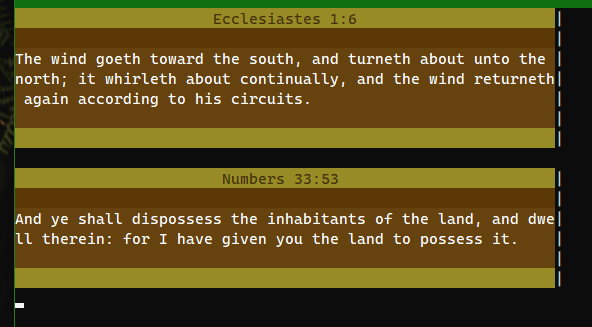 Ecclesiastes 1:6
The wind goeth toward the south, and turneth about unto the
north; it whirleth about continually, and the wind returneth
again according to his circuits.
Numbers 33:53
And ye shall dispossess the inhabitants of the land, and dwe
ll therein: for I have given you the land to possess it.